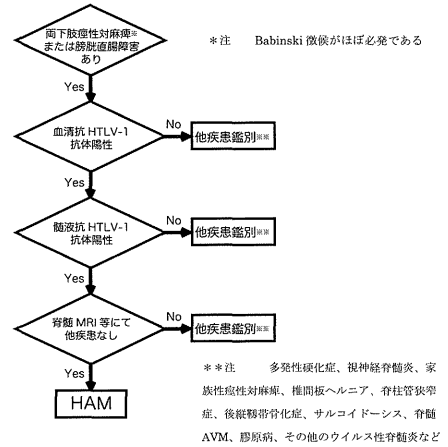 両下肢痙性対麻痺※
または膀胱直腸障害
あり
＊注　Babinski 徴候がほぼ必発である
Yes
血清抗 HTLV-1
抗体陽性
No
他疾患鑑別※※
Yes
髄液抗 HTLV-1
抗体陽性
No
他疾患鑑別※※
Yes
脊髄 MRI 等にて
他疾患なし
No
他疾患鑑別※※
Yes
HAM
＊＊注　多発性硬化症、視神経脊髄炎、家
族性痙性対麻痺、椎間板ヘルニア、脊柱管狭窄
症、後縦靱帯骨化症、サルコイドーシス、脊髄
AVM、膠原病、その他のウイルス性脊髄炎など